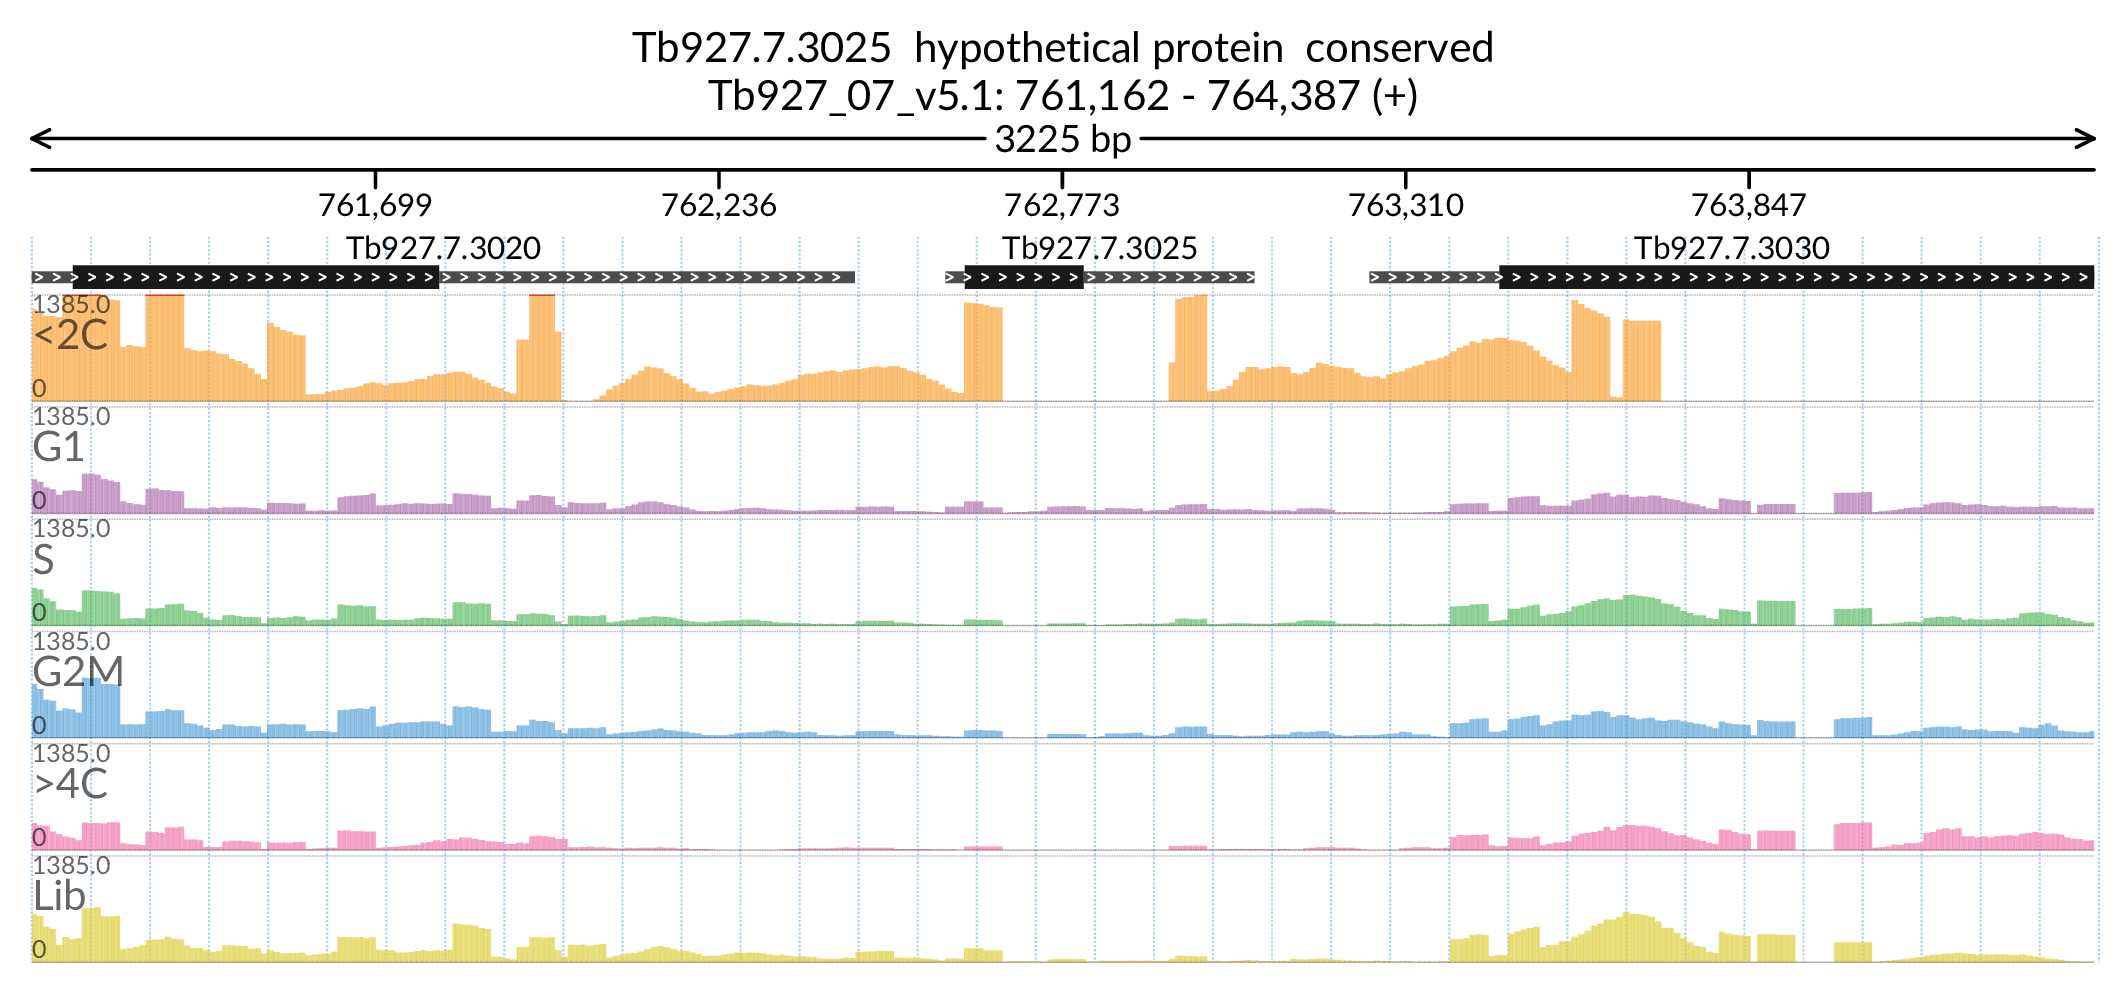 Tb927.7.3025 hypothetical protein conserved
Tb927_07_v5.1: 761,162 - 764,387 (+)
3225 bp
761,699 762,236 762,773 763,310 763,847
Tb927.7.3020 Tb927.7.3025 Tb927.7.3030
1385.0
<2C
0
1385.0
G1
0
1385.0
S
0
1385.0
G2M
0
1385.0
>4C
0
1385.0
Lib
0